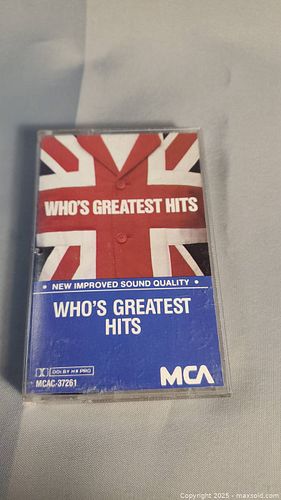 WHO'S GREATEST HITS
• NEW IMPROVED SOUND QUALITY •
WHO'S GREATEST
HITS
DOLBY HX PRO
MCAC-37261
MCA
Copyright © 2025 - maxsold.com